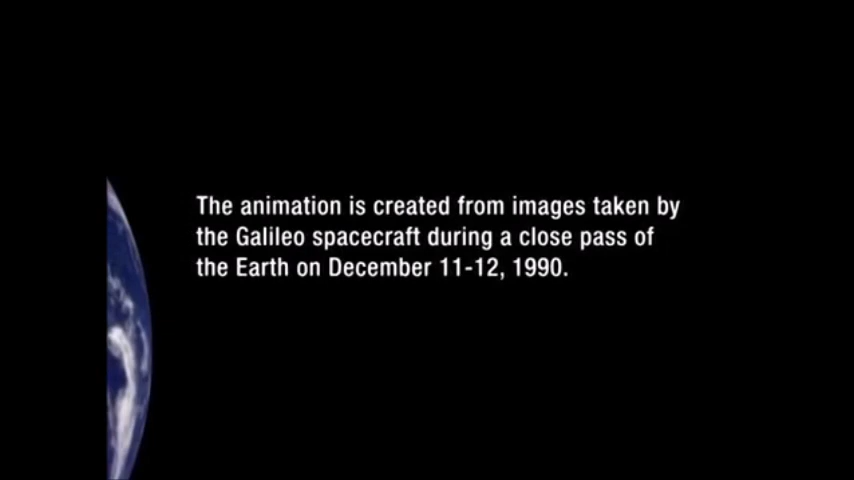 The animation is created from images taken by
the Galileo spacecraft during a close pass of
the Earth on December 11-12, 1990.